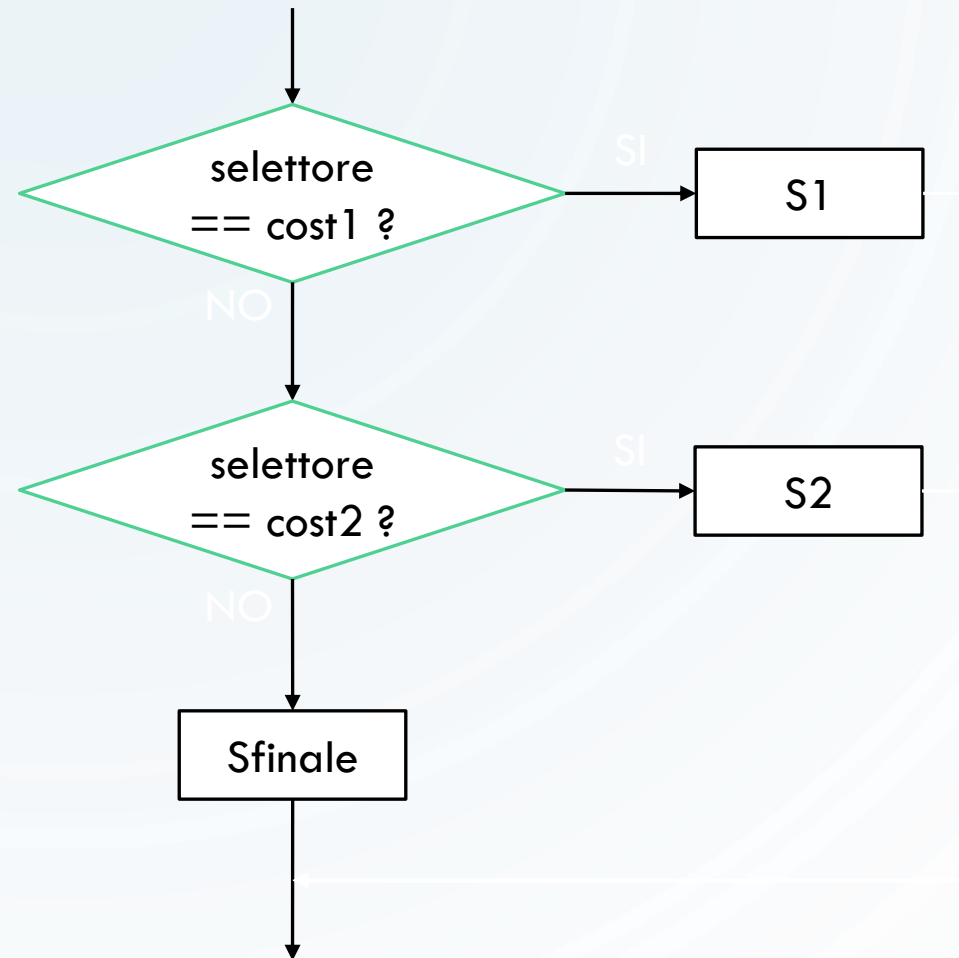 selettore
== cost1 ?
SI
S1
NO
selettore
== cost2 ?
SI
S2
NO
Sfinale